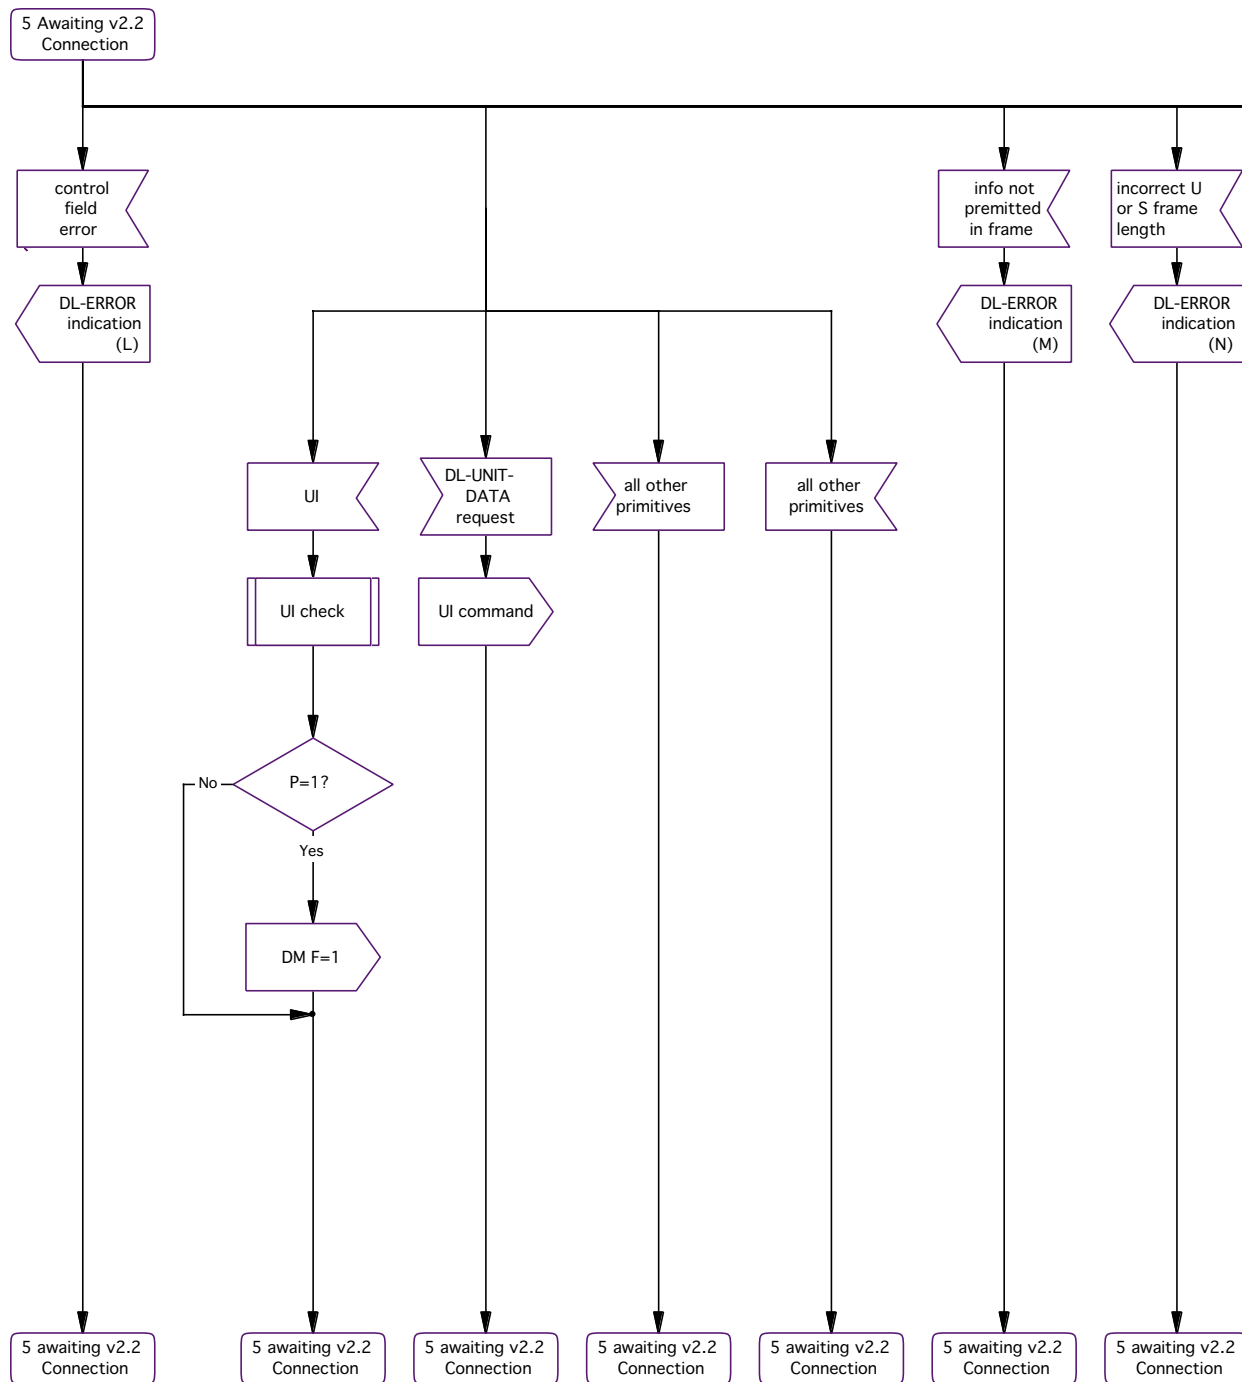 5 Awaiting v2.2
Connection
control
field
error
info not
premitted
in frame
incorrect U
or S frame
length
DL-ERROR
indication
(L)
DL-ERROR
indication
(M)
DL-ERROR
indication
(N)
UI
DL-UNIT-
DATA
request
all other
primitives
all other
primitives
UI check
UI command
P=1?
No
Yes
DM F=1
5 awaiting v2.2
Connection
5 awaiting v2.2
Connection
5 awaiting v2.2
Connection
5 awaiting v2.2
Connection
5 awaiting v2.2
Connection
5 awaiting v2.2
Connection
5 awaiting v2.2
Connection